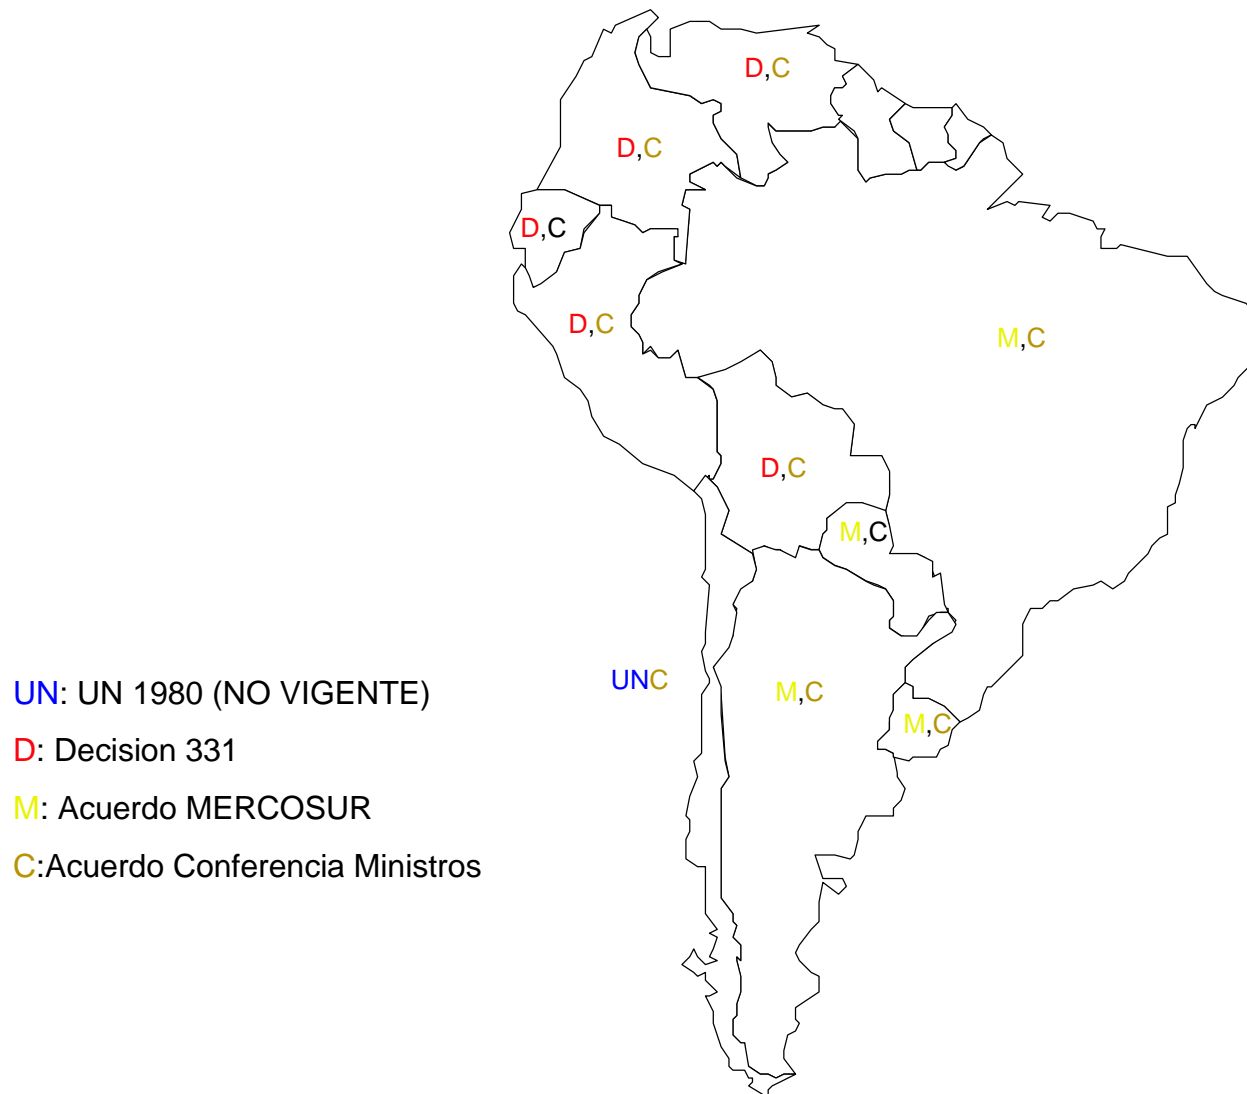 D,C
D,C
D,C
D,C
M,C
D,C
M,C
UNC
M,C
M,C
UN: UN 1980 (NO VIGENTE)
D: Decision 331
M: Acuerdo MERCOSUR
C:Acuerdo Conferencia Ministros